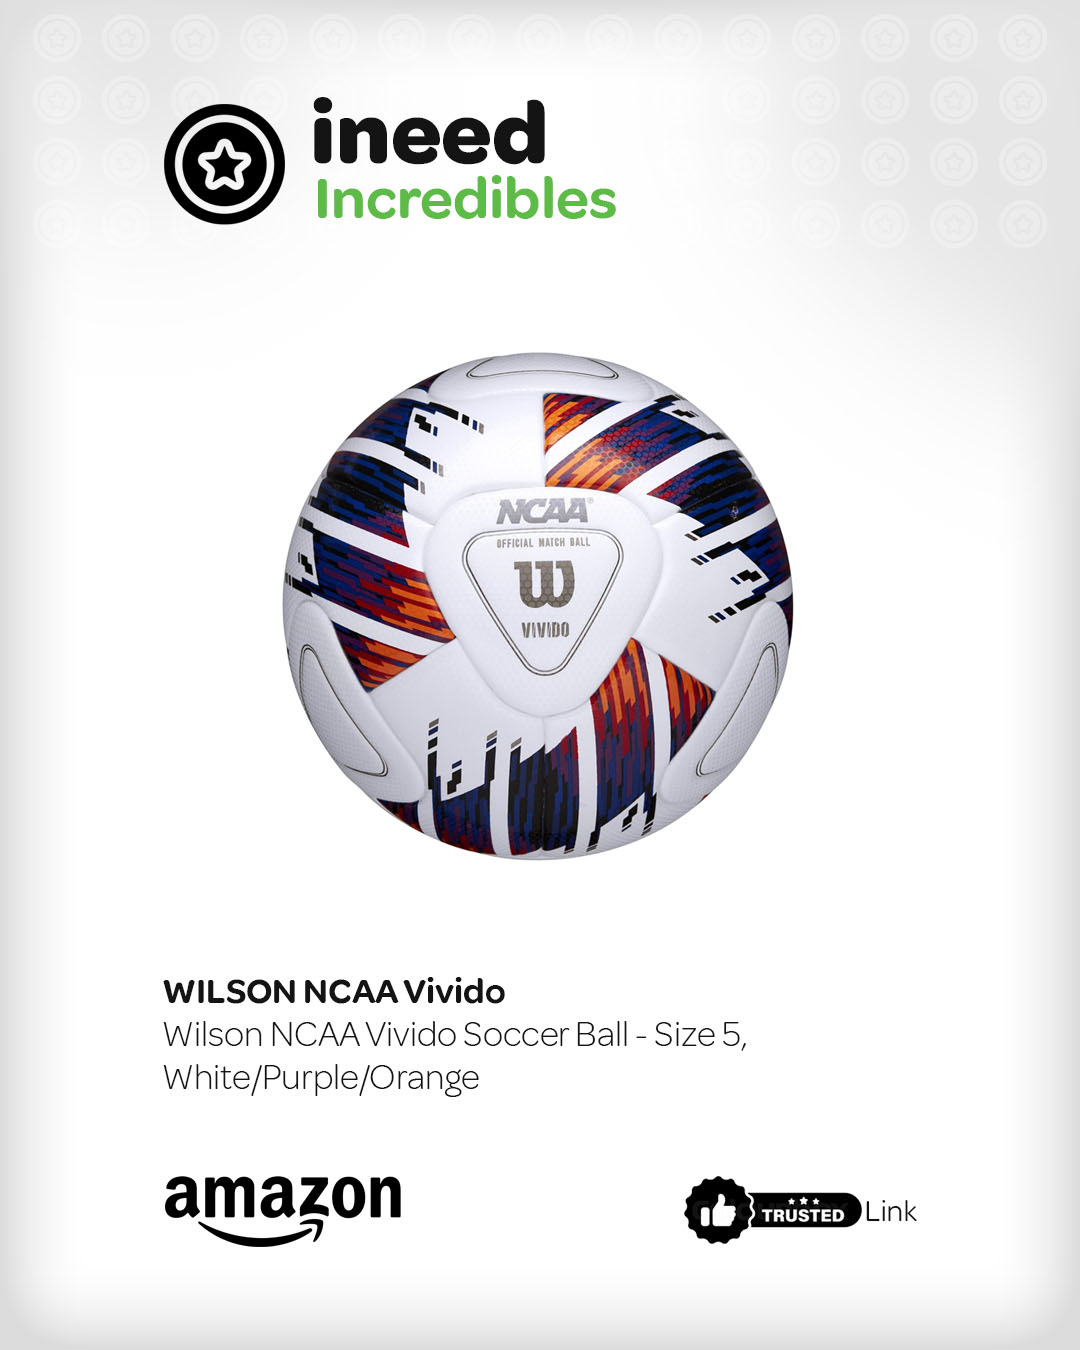 ineed
Incredibles
NCAA®
OFFICIAL MATCH BALL
W
VIVIDO
WILSON NCAA Vivido
Wilson NCAA Vivido Soccer Ball - Size 5,
White/Purple/Orange
amazon
TRUSTED Link